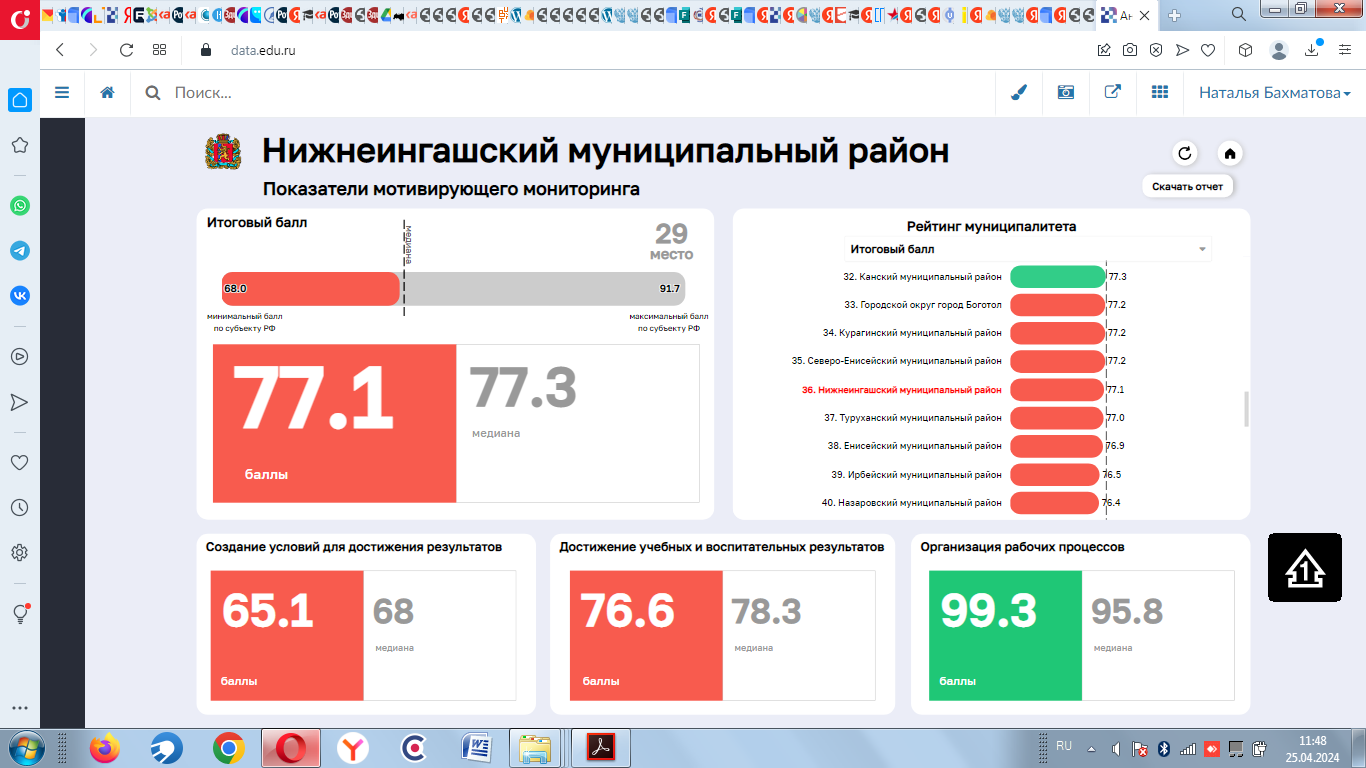 data.edu.ru
Поиск...
Наталья Бахматова
Нижнеингашский муниципальный район
Показатели мотивирующего мониторинга
Скачать отчет
Итоговый балл
медиана
29
место
68.0
91.7
минимальный балл
по субъекту РФ
максимальный балл
по субъекту РФ
77.1
баллы
77.3
медиана
Рейтинг муниципалитета
Итоговый балл
32. Канский муниципальный район 77.3
33. Городской округ город Боготол 77.2
34. Курагинский муниципальный район 77.2
35. Северо-Енисейский муниципальный район 77.2
36. Нижнеингашский муниципальный район 77.1
37. Туруханский муниципальный район 77.0
38. Енисейский муниципальный район 76.9
39. Ирбейский муниципальный район 76.5
40. Назаровский муниципальный район 76.4
Создание условий для достижения результатов
65.1
баллы
68
медиана
Достижение учебных и воспитательных результатов
76.6
баллы
78.3
медиана
Организация рабочих процессов
99.3
баллы
95.8
медиана
1
RU
11:48
25.04.2024